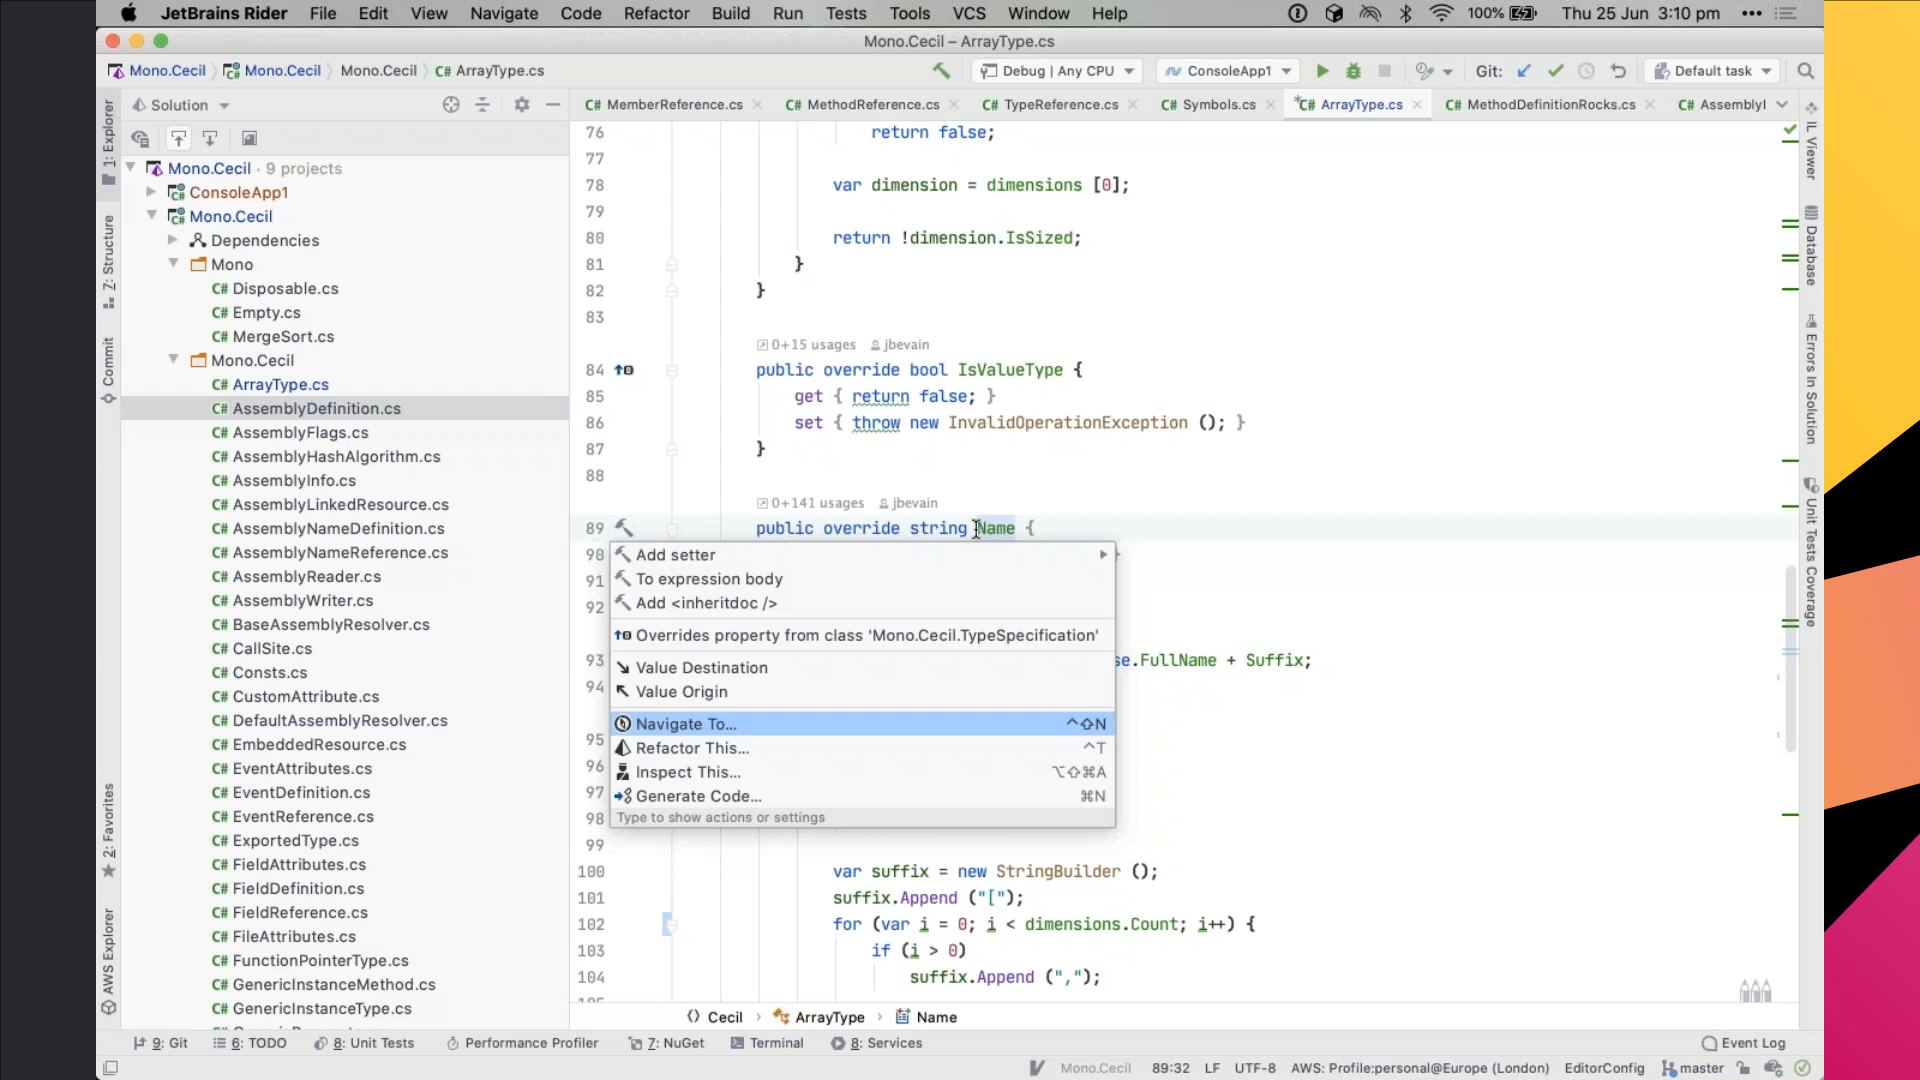 JetBrains Rider File Edit View Navigate Code Refactor Build Run Tests Tools VCS Window Help 100% Thu 25 Jun 3:10 pm
Mono.Cecil – ArrayType.cs
Mono.Cecil Mono.Cecil Mono.Cecil C# ArrayType.cs Debug | Any CPU ConsoleApp1 Git: Default task
Solution
C# MemberReference.cs C# MethodReference.cs C# TypeReference.cs C# Symbols.cs C# ArrayType.cs C# MethodDefinitionRocks.cs C# Assemblyl
1: Explorer
Z: Structure
Commit
2: Favorites
AWS Explorer
Mono.Cecil · 9 projects
ConsoleApp1
Mono.Cecil
Dependencies
Mono
C# Disposable.cs
C# Empty.cs
C# MergeSort.cs
Mono.Cecil
C# ArrayType.cs
C# AssemblyDefinition.cs
C# AssemblyFlags.cs
C# AssemblyHashAlgorithm.cs
C# AssemblyInfo.cs
C# AssemblyLinkedResource.cs
C# AssemblyNameDefinition.cs
C# AssemblyNameReference.cs
C# AssemblyReader.cs
C# AssemblyWriter.cs
C# BaseAssemblyResolver.cs
C# CallSite.cs
C# Consts.cs
C# CustomAttribute.cs
C# DefaultAssemblyResolver.cs
C# EmbeddedResource.cs
C# EventAttributes.cs
C# EventDefinition.cs
C# EventReference.cs
C# ExportedType.cs
C# FieldAttributes.cs
C# FieldDefinition.cs
C# FieldReference.cs
C# FileAttributes.cs
C# FunctionPointerType.cs
C# GenericInstanceMethod.cs
C# GenericInstanceType.cs
76 return false;
77
78 var dimension = dimensions [0];
79
80 return !dimension.IsSized;
81 }
82 }
83
0+15 usages jbevain
84 public override bool IsValueType {
85 get { return false; }
86 set { throw new InvalidOperationException (); }
87 }
88
0+141 usages jbevain
89 public override string Name {
90
91
92
93 se.FullName + Suffix;
94
95
96
97
98
99
100 var suffix = new StringBuilder ();
101 suffix.Append ("[");
102 for (var i = 0; i < dimensions.Count; i++) {
103 if (i > 0)
104 suffix.Append (",");
Add setter
To expression body
Add <inheritdoc />
Overrides property from class 'Mono.Cecil.TypeSpecification'
Value Destination
Value Origin
Navigate To... ^⇧N
Refactor This... ^T
Inspect This... ⌥⇧⌘A
Generate Code... ⌘N
Type to show actions or settings
IL Viewer
Database
Errors In Solution
Unit Tests Coverage
Cecil › ArrayType › Name
9: Git 6: TODO 8: Unit Tests Performance Profiler 7: NuGet Terminal 8: Services Event Log
Mono.Cecil 89:32 LF UTF-8 AWS: Profile:personal@Europe (London) EditorConfig master